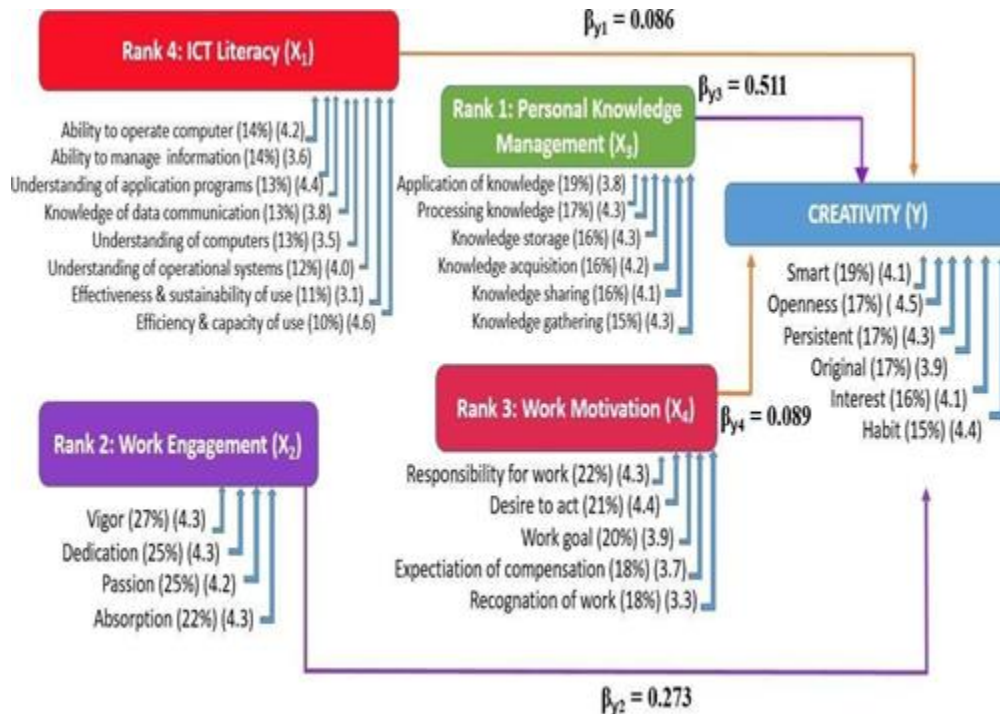 β_y1 = 0.086
Rank 4: ICT Literacy (X₁)
Ability to operate computer (14%) (4.2)
Ability to manage information (14%) (3.6)
Understanding of application programs (13%) (4.4)
Knowledge of data communication (13%) (3.8)
Understanding of computers (13%) (3.5)
Understanding of operational systems (12%) (4.0)
Effectiveness & sustainability of use (11%) (3.1)
Efficiency & capacity of use (10%) (4.6)
β_y3 = 0.511
Rank 1: Personal Knowledge
Management (X₃)
Application of knowledge (19%) (3.8)
Processing knowledge (17%) (4.3)
Knowledge storage (16%) (4.3)
Knowledge acquisition (16%) (4.2)
Knowledge sharing (16%) (4.1)
Knowledge gathering (15%) (4.3)
CREATIVITY (Y)
Smart (19%) (4.1)
Openness (17%) ( 4.5)
Persistent (17%) (4.3)
Original (17%) (3.9)
Interest (16%) (4.1)
Habit (15%) (4.4)
Rank 2: Work Engagement (X₂)
Vigor (27%) (4.3)
Dedication (25%) (4.3)
Passion (25%) (4.2)
Absorption (22%) (4.3)
Rank 3: Work Motivation (X₄)
β_y4 = 0.089
Responsibility for work (22%) (4.3)
Desire to act (21%) (4.4)
Work goal (20%) (3.9)
Expectiation of compensation (18%) (3.7)
Recognation of work (18%) (3.3)
β_y2 = 0.273